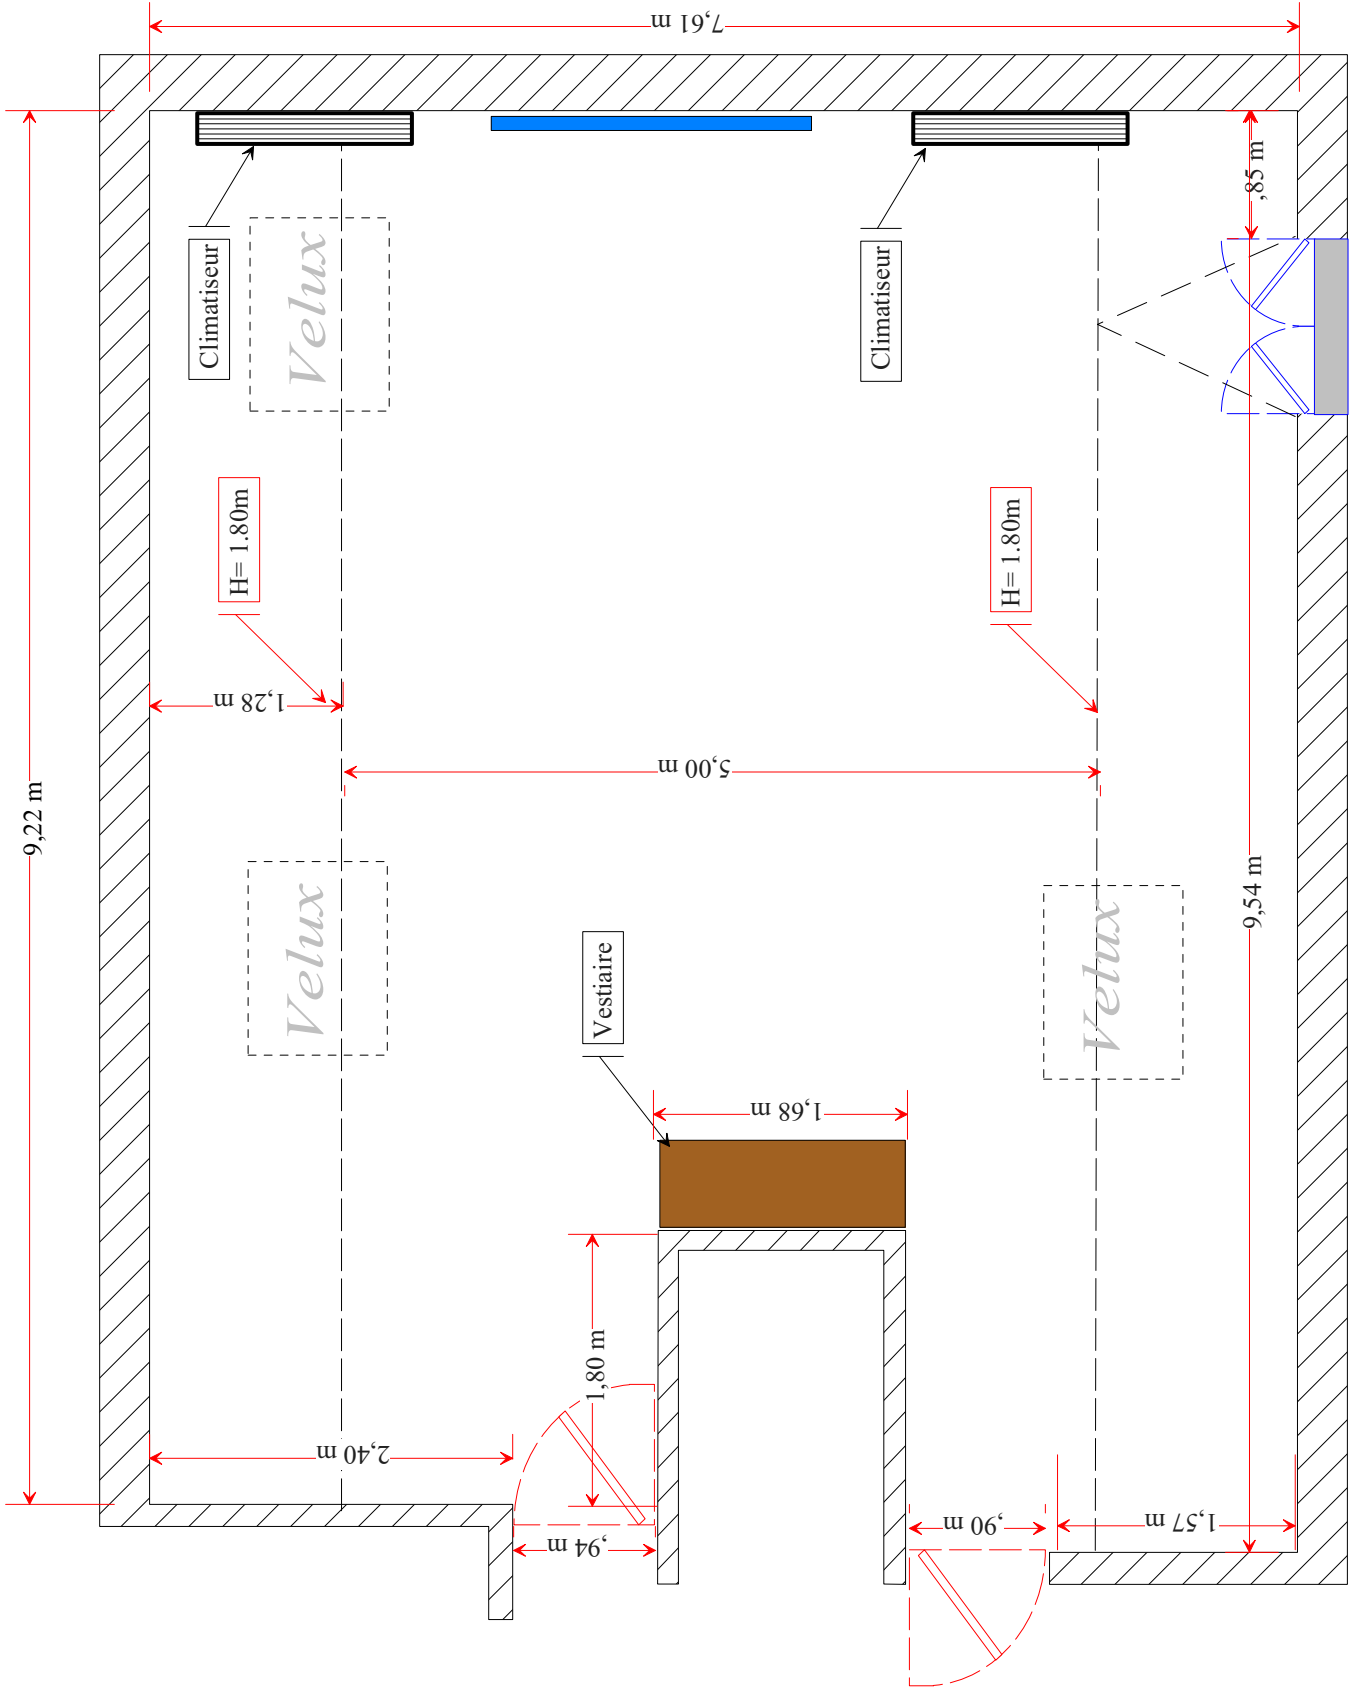 7,61 m
,85 m
Climatiseur
Velux
Climatiseur
H= 1.80m
H= 1.80m
1,28 m
5,00 m
9,22 m
Velux
Velux
9,54 m
Vestiaire
1,68 m
1,80 m
2,40 m
,94 m
,90 m
1,57 m